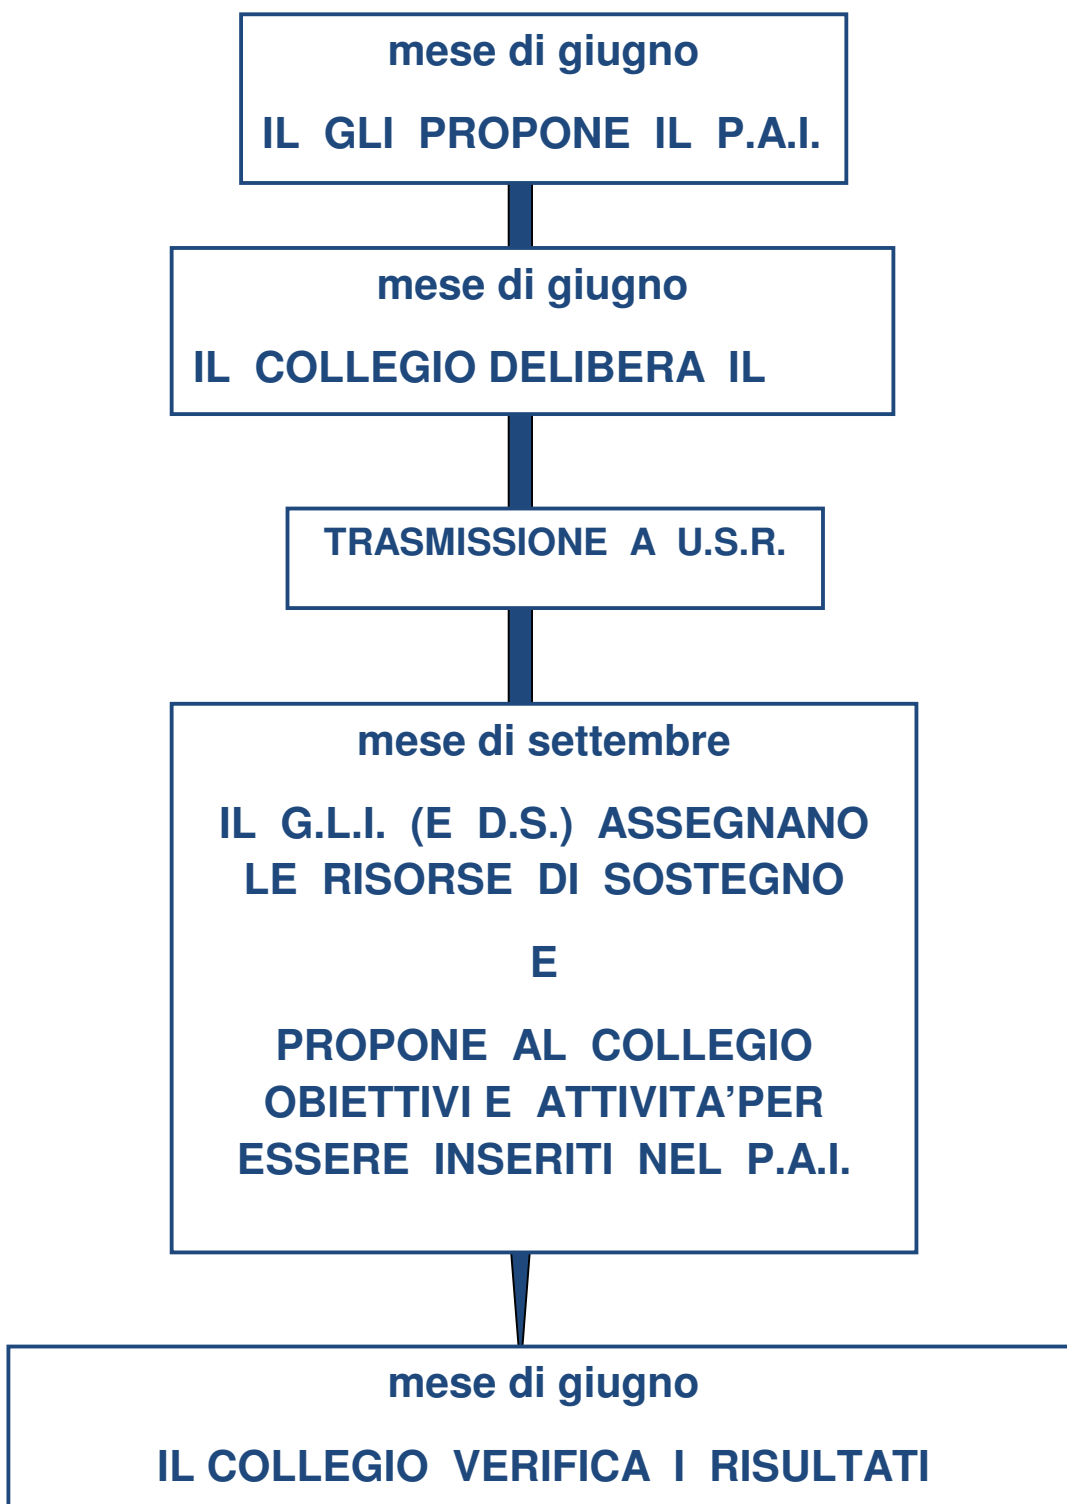 mese di giugno
IL GLI PROPONE IL P.A.I.
mese di giugno
IL COLLEGIO DELIBERA IL
TRASMISSIONE A U.S.R.
mese di settembre
IL G.L.I. (E D.S.) ASSEGNANO
LE RISORSE DI SOSTEGNO
E
PROPONE AL COLLEGIO
OBIETTIVI E ATTIVITA’PER
ESSERE INSERITI NEL P.A.I.
mese di giugno
IL COLLEGIO VERIFICA I RISULTATI